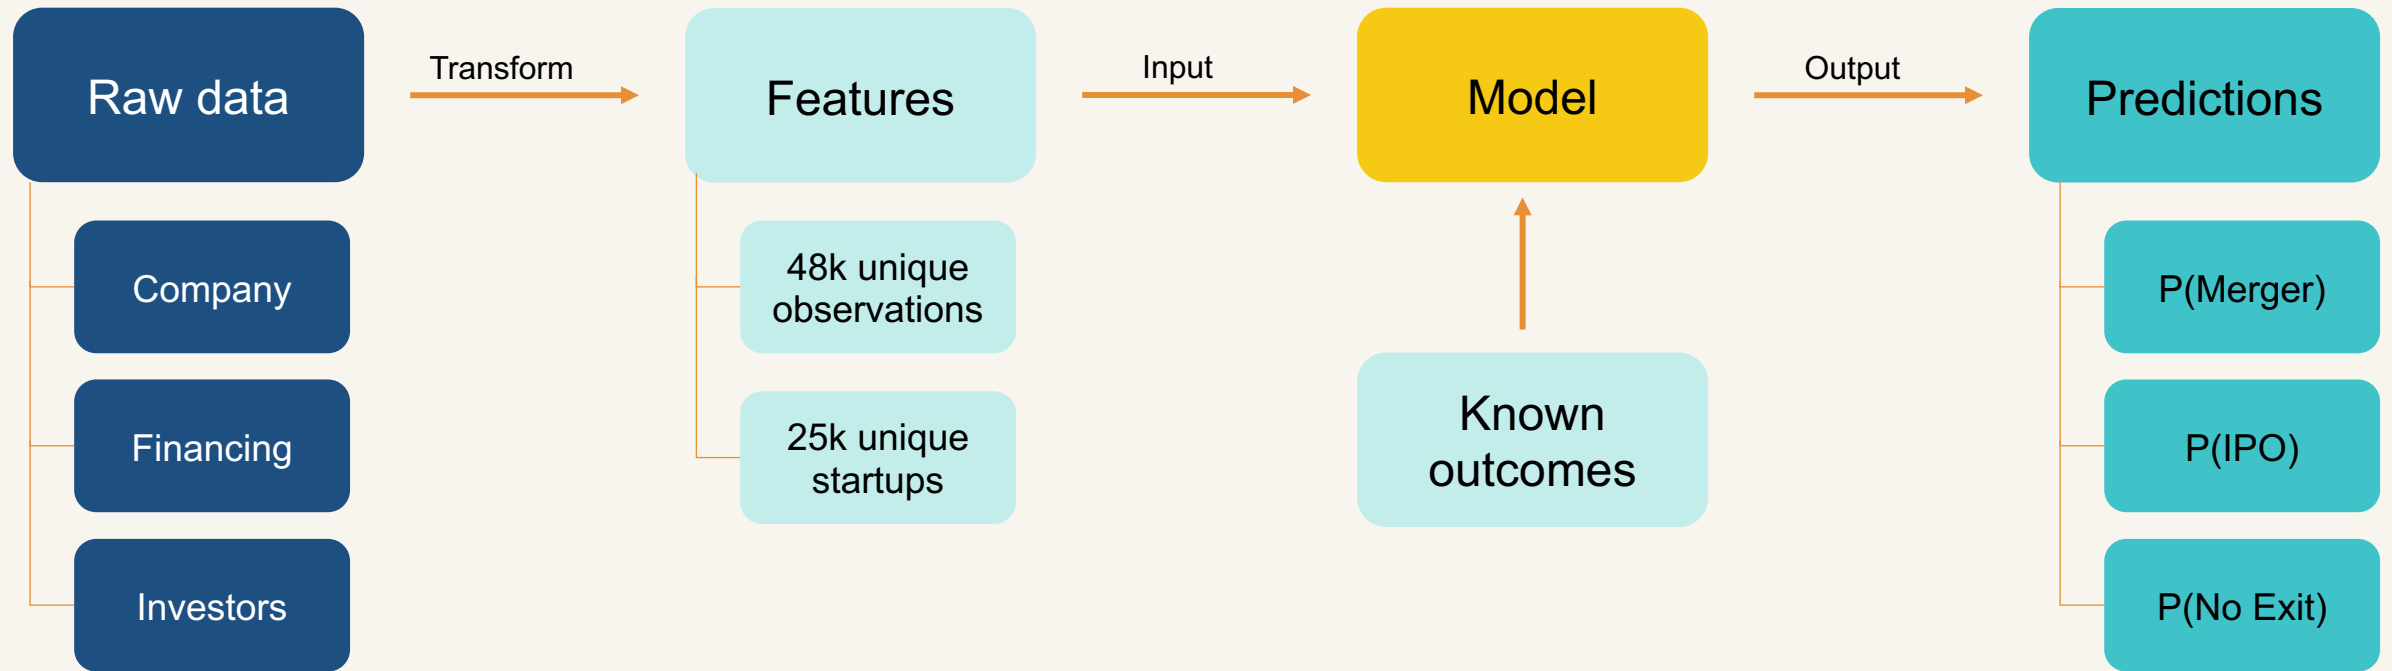 Raw data
Transform
Features
Input
Model
Output
Predictions
Company
Financing
Investors
48k unique
observations
25k unique
startups
Known
outcomes
P(Merger)
P(IPO)
P(No Exit)